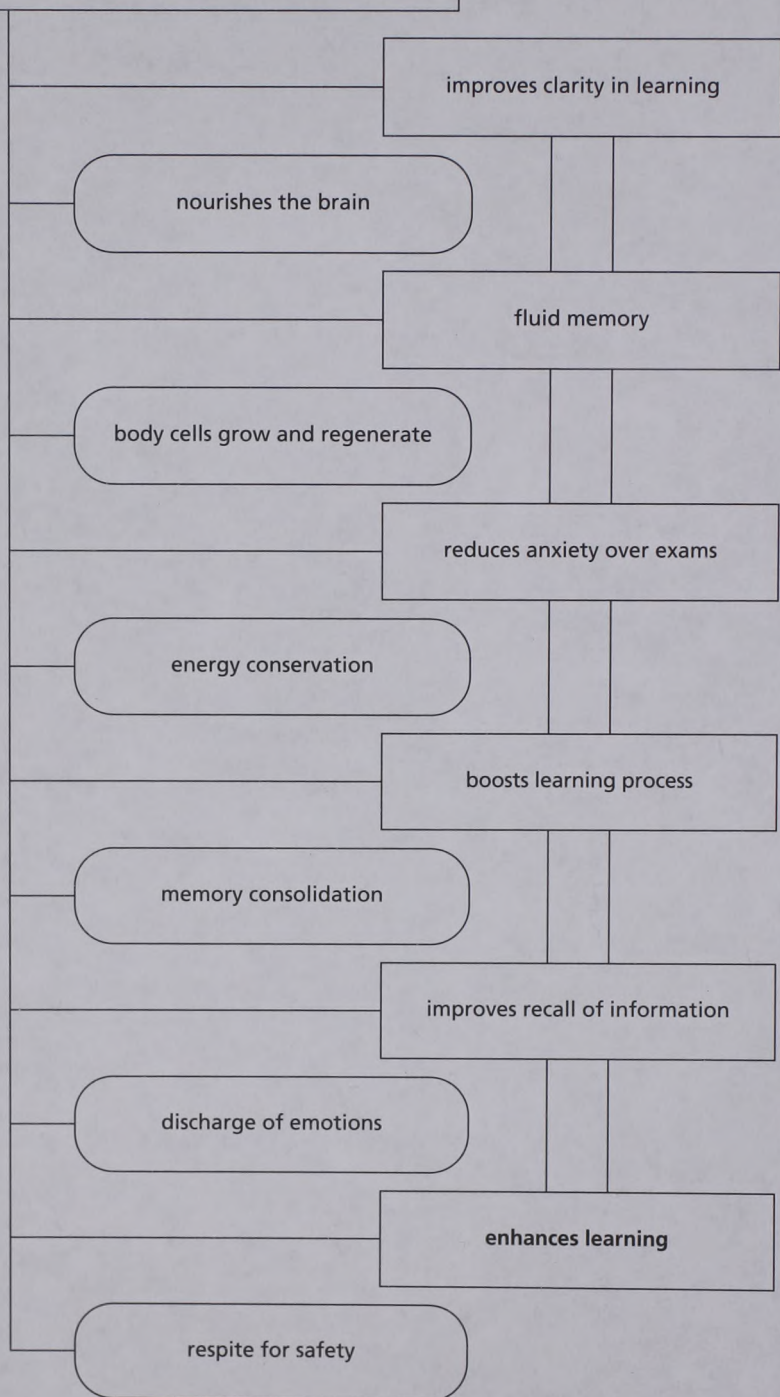 improves clarity in learning
nourishes the brain
fluid memory
body cells grow and regenerate
reduces anxiety over exams
energy conservation
boosts learning process
memory consolidation
improves recall of information
discharge of emotions
enhances learning
respite for safety